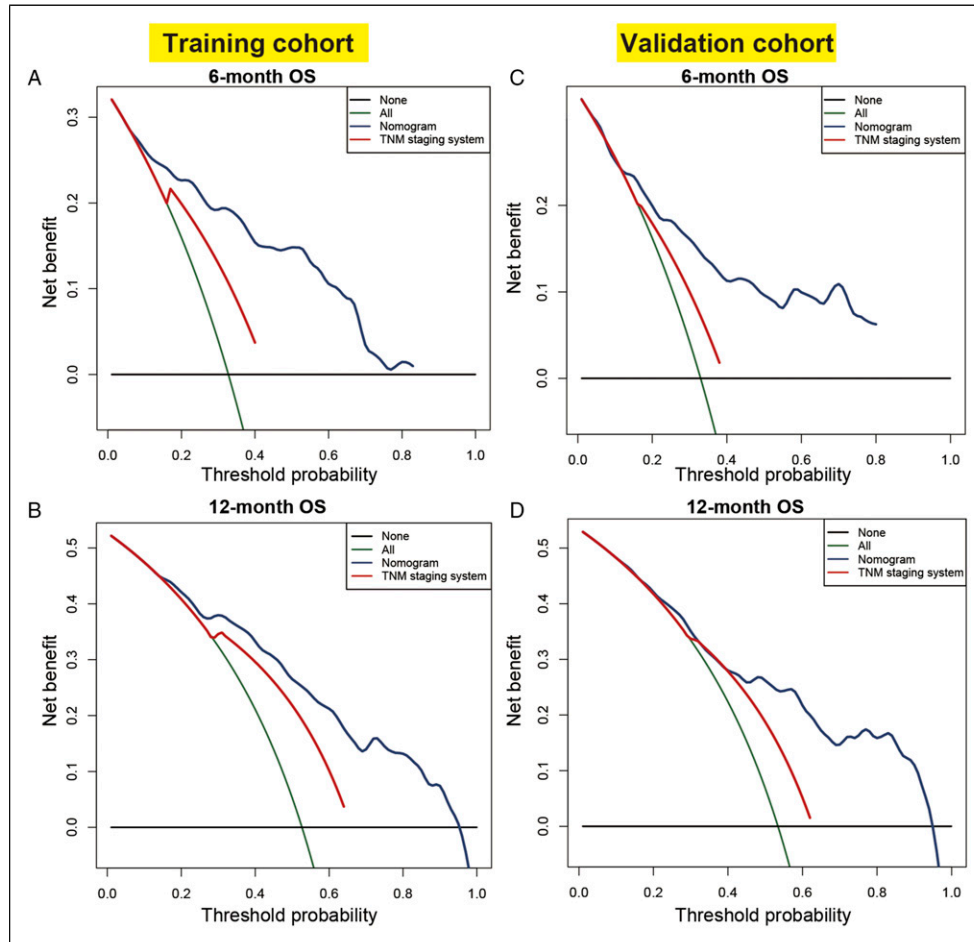 Training cohort
Validation cohort
A
6-month OS
None
All
Nomogram
TNM staging system
Net benefit
0.3
0.2
0.1
0.0
0.0 0.2 0.4 0.6 0.8 1.0
Threshold probability
C
6-month OS
None
All
Nomogram
TNM staging system
Net benefit
0.2
0.1
0.0
0.0 0.2 0.4 0.6 0.8 1.0
Threshold probability
B
12-month OS
None
All
Nomogram
TNM staging system
Net benefit
0.5
0.4
0.3
0.2
0.1
0.0
0.0 0.2 0.4 0.6 0.8 1.0
Threshold probability
D
12-month OS
None
All
Nomogram
TNM staging system
Net benefit
0.5
0.4
0.3
0.2
0.1
0.0
0.0 0.2 0.4 0.6 0.8 1.0
Threshold probability